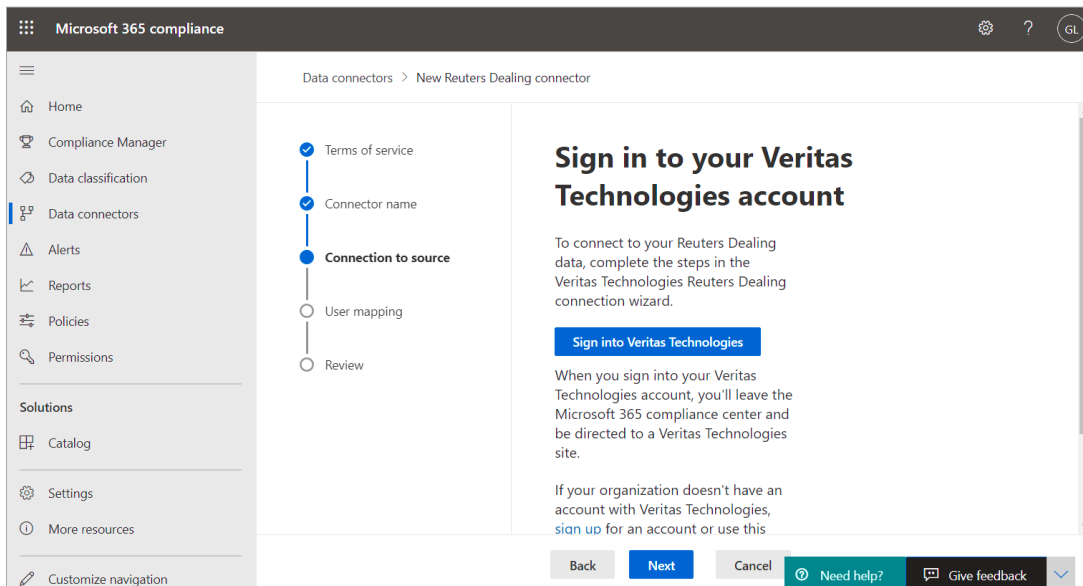 Microsoft 365 compliance
?
GL
Home
Compliance Manager
Data classification
Data connectors
Alerts
Reports
Policies
Permissions
Solutions
Catalog
Settings
More resources
Customize navigation
Data connectors > New Reuters Dealing connector
Terms of service
Connector name
Connection to source
User mapping
Review
Sign in to your Veritas
Technologies account
To connect to your Reuters Dealing
data, complete the steps in the
Veritas Technologies Reuters Dealing
connection wizard.
Sign into Veritas Technologies
When you sign into your Veritas
Technologies account, you'll leave the
Microsoft 365 compliance center and
be directed to a Veritas Technologies
site.
If your organization doesn't have an
account with Veritas Technologies,
sign up for an account or use this
Back
Next
Cancel
Need help?
Give feedback